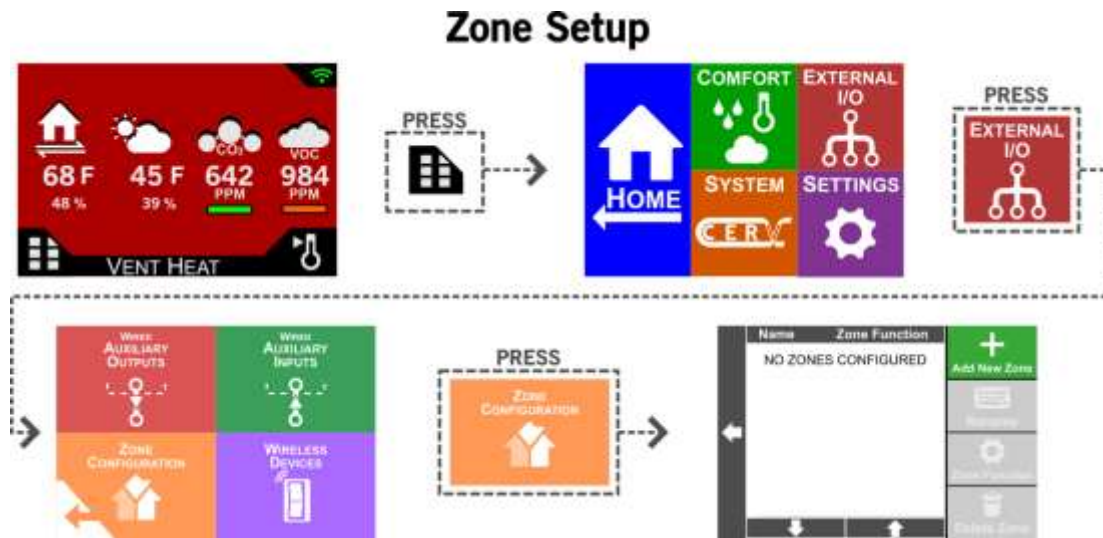 Zone Setup
68 F
48 %
45 F
39 %
CO₂
642
PPM
VOC
984
PPM
VENT HEAT
PRESS
HOME
COMFORT
EXTERNAL
I/O
SYSTEM
CERV
SETTINGS
PRESS
EXTERNAL
I/O
WIRED
AUXILIARY
OUTPUTS
WIRED
AUXILIARY
INPUTS
ZONE
CONFIGURATION
WIRELESS
DEVICES
PRESS
ZONE
CONFIGURATION
Name Zone Function
NO ZONES CONFIGURED
Add New Zone
Zone Function
Delete Zone